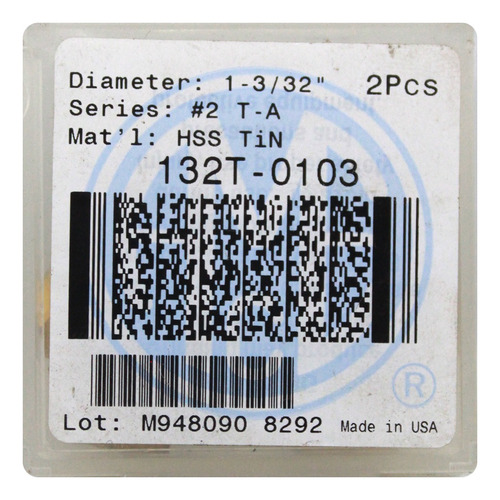 Diameter: 1-3/32" 2Pcs
Series: #2 T-A
Mat'l: HSS TiN
132T-0103
®
Lot: M948090 8292 Made in USA